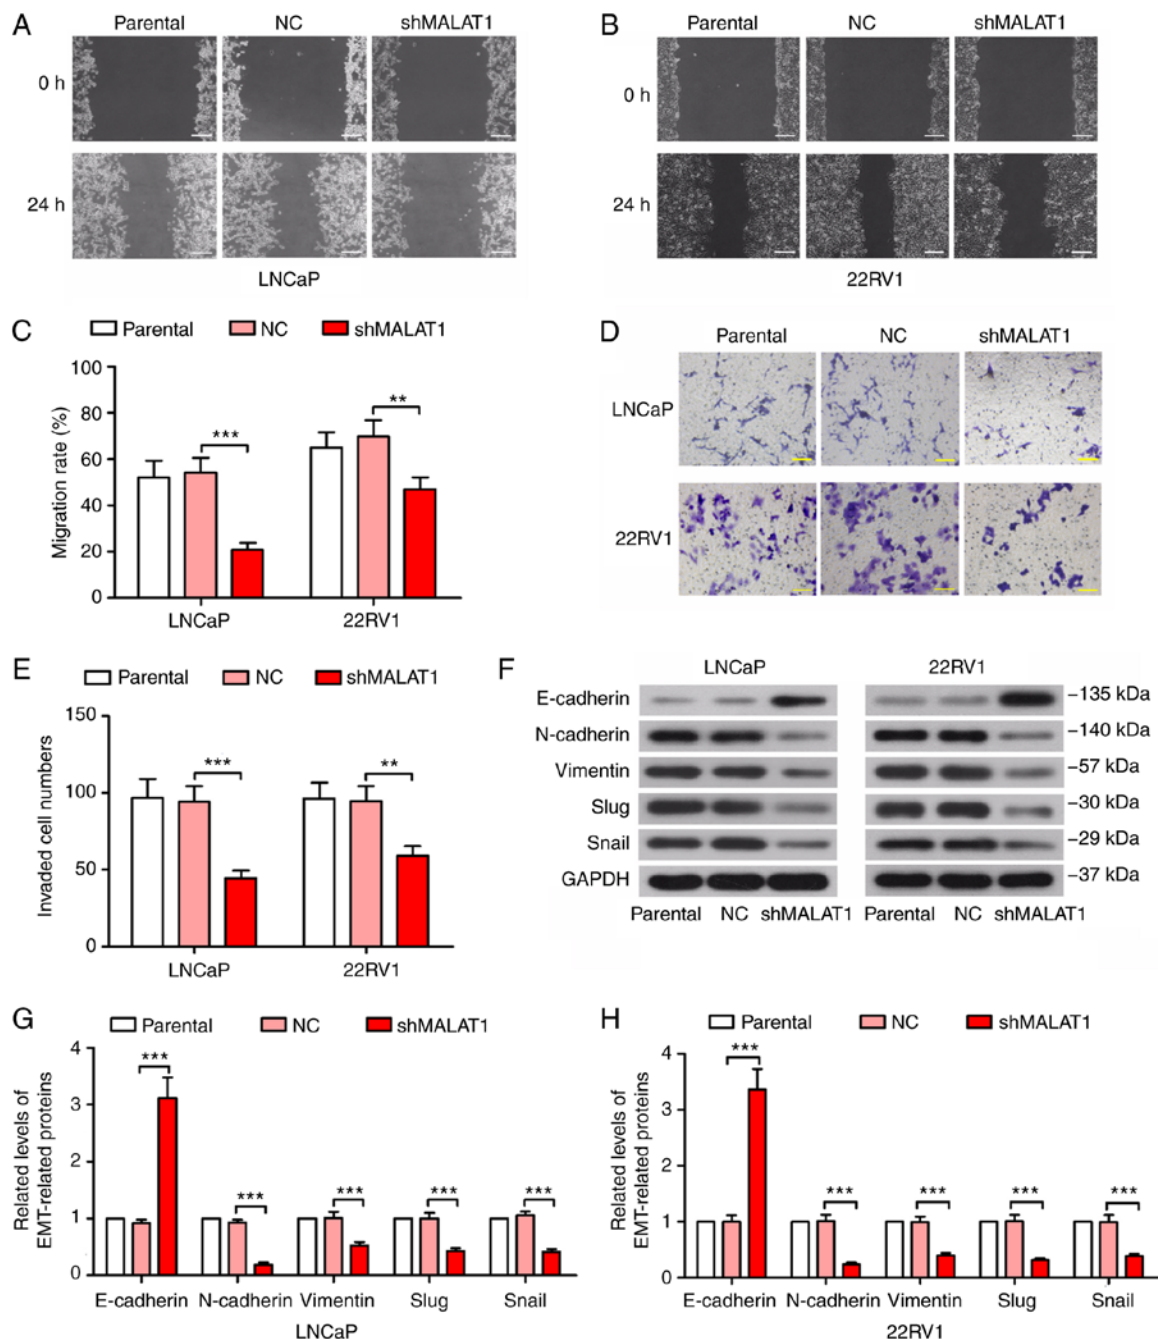 A
Parental NC shMALAT1
0 h
24 h
LNCaP
B
Parental NC shMALAT1
0 h
24 h
22RV1
C
Parental NC shMALAT1
Migration rate (%)
100
80
60
40
20
0
*** **
LNCaP 22RV1
D
Parental NC shMALAT1
LNCaP
22RV1
E
Parental NC shMALAT1
Invaded cell numbers
150
100
50
0
*** **
LNCaP 22RV1
F
LNCaP 22RV1
E-cadherin –135 kDa
N-cadherin –140 kDa
Vimentin –57 kDa
Slug –30 kDa
Snail –29 kDa
GAPDH –37 kDa
Parental NC shMALAT1 Parental NC shMALAT1
G
Parental NC shMALAT1
Related levels of
EMT-related proteins
4
3
2
1
0
*** *** *** *** ***
E-cadherin N-cadherin Vimentin Slug Snail
LNCaP
H
Parental NC shMALAT1
Related levels of
EMT-related proteins
4
3
2
1
0
*** *** *** *** ***
E-cadherin N-cadherin Vimentin Slug Snail
22RV1